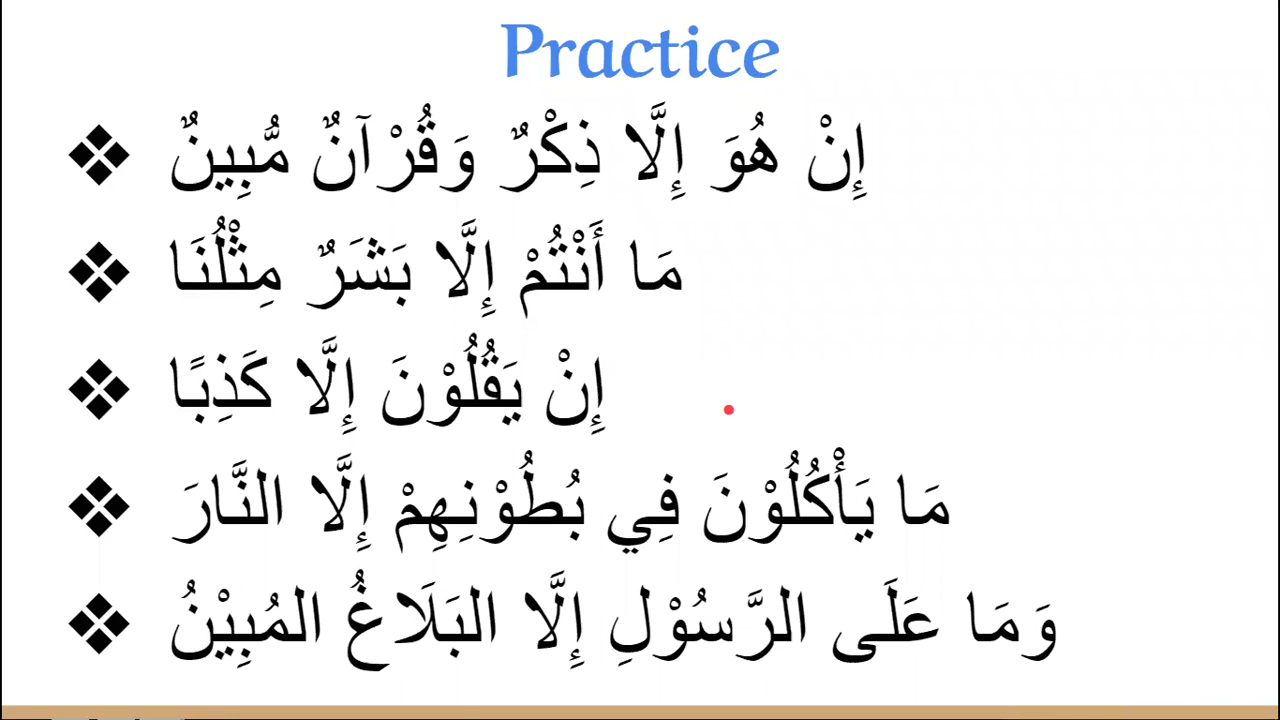 Practice
❖ إِنْ هُوَ إِلَّا ذِكْرٌ وَقُرْآنٌ مُّبِينٌ
❖ مَا أَنْتُمْ إِلَّا بَشَرٌ مِثْلُنَا
❖ إِنْ يَقُلُوْنَ إِلَّا كَذِبًا
❖ مَا يَأْكُلُوْنَ فِي بُطُوْنِهِمْ إِلَّا النَّارَ
❖ وَمَا عَلَى الرَّسُوْلِ إِلَّا البَلَاغُ المُبِيْنُ